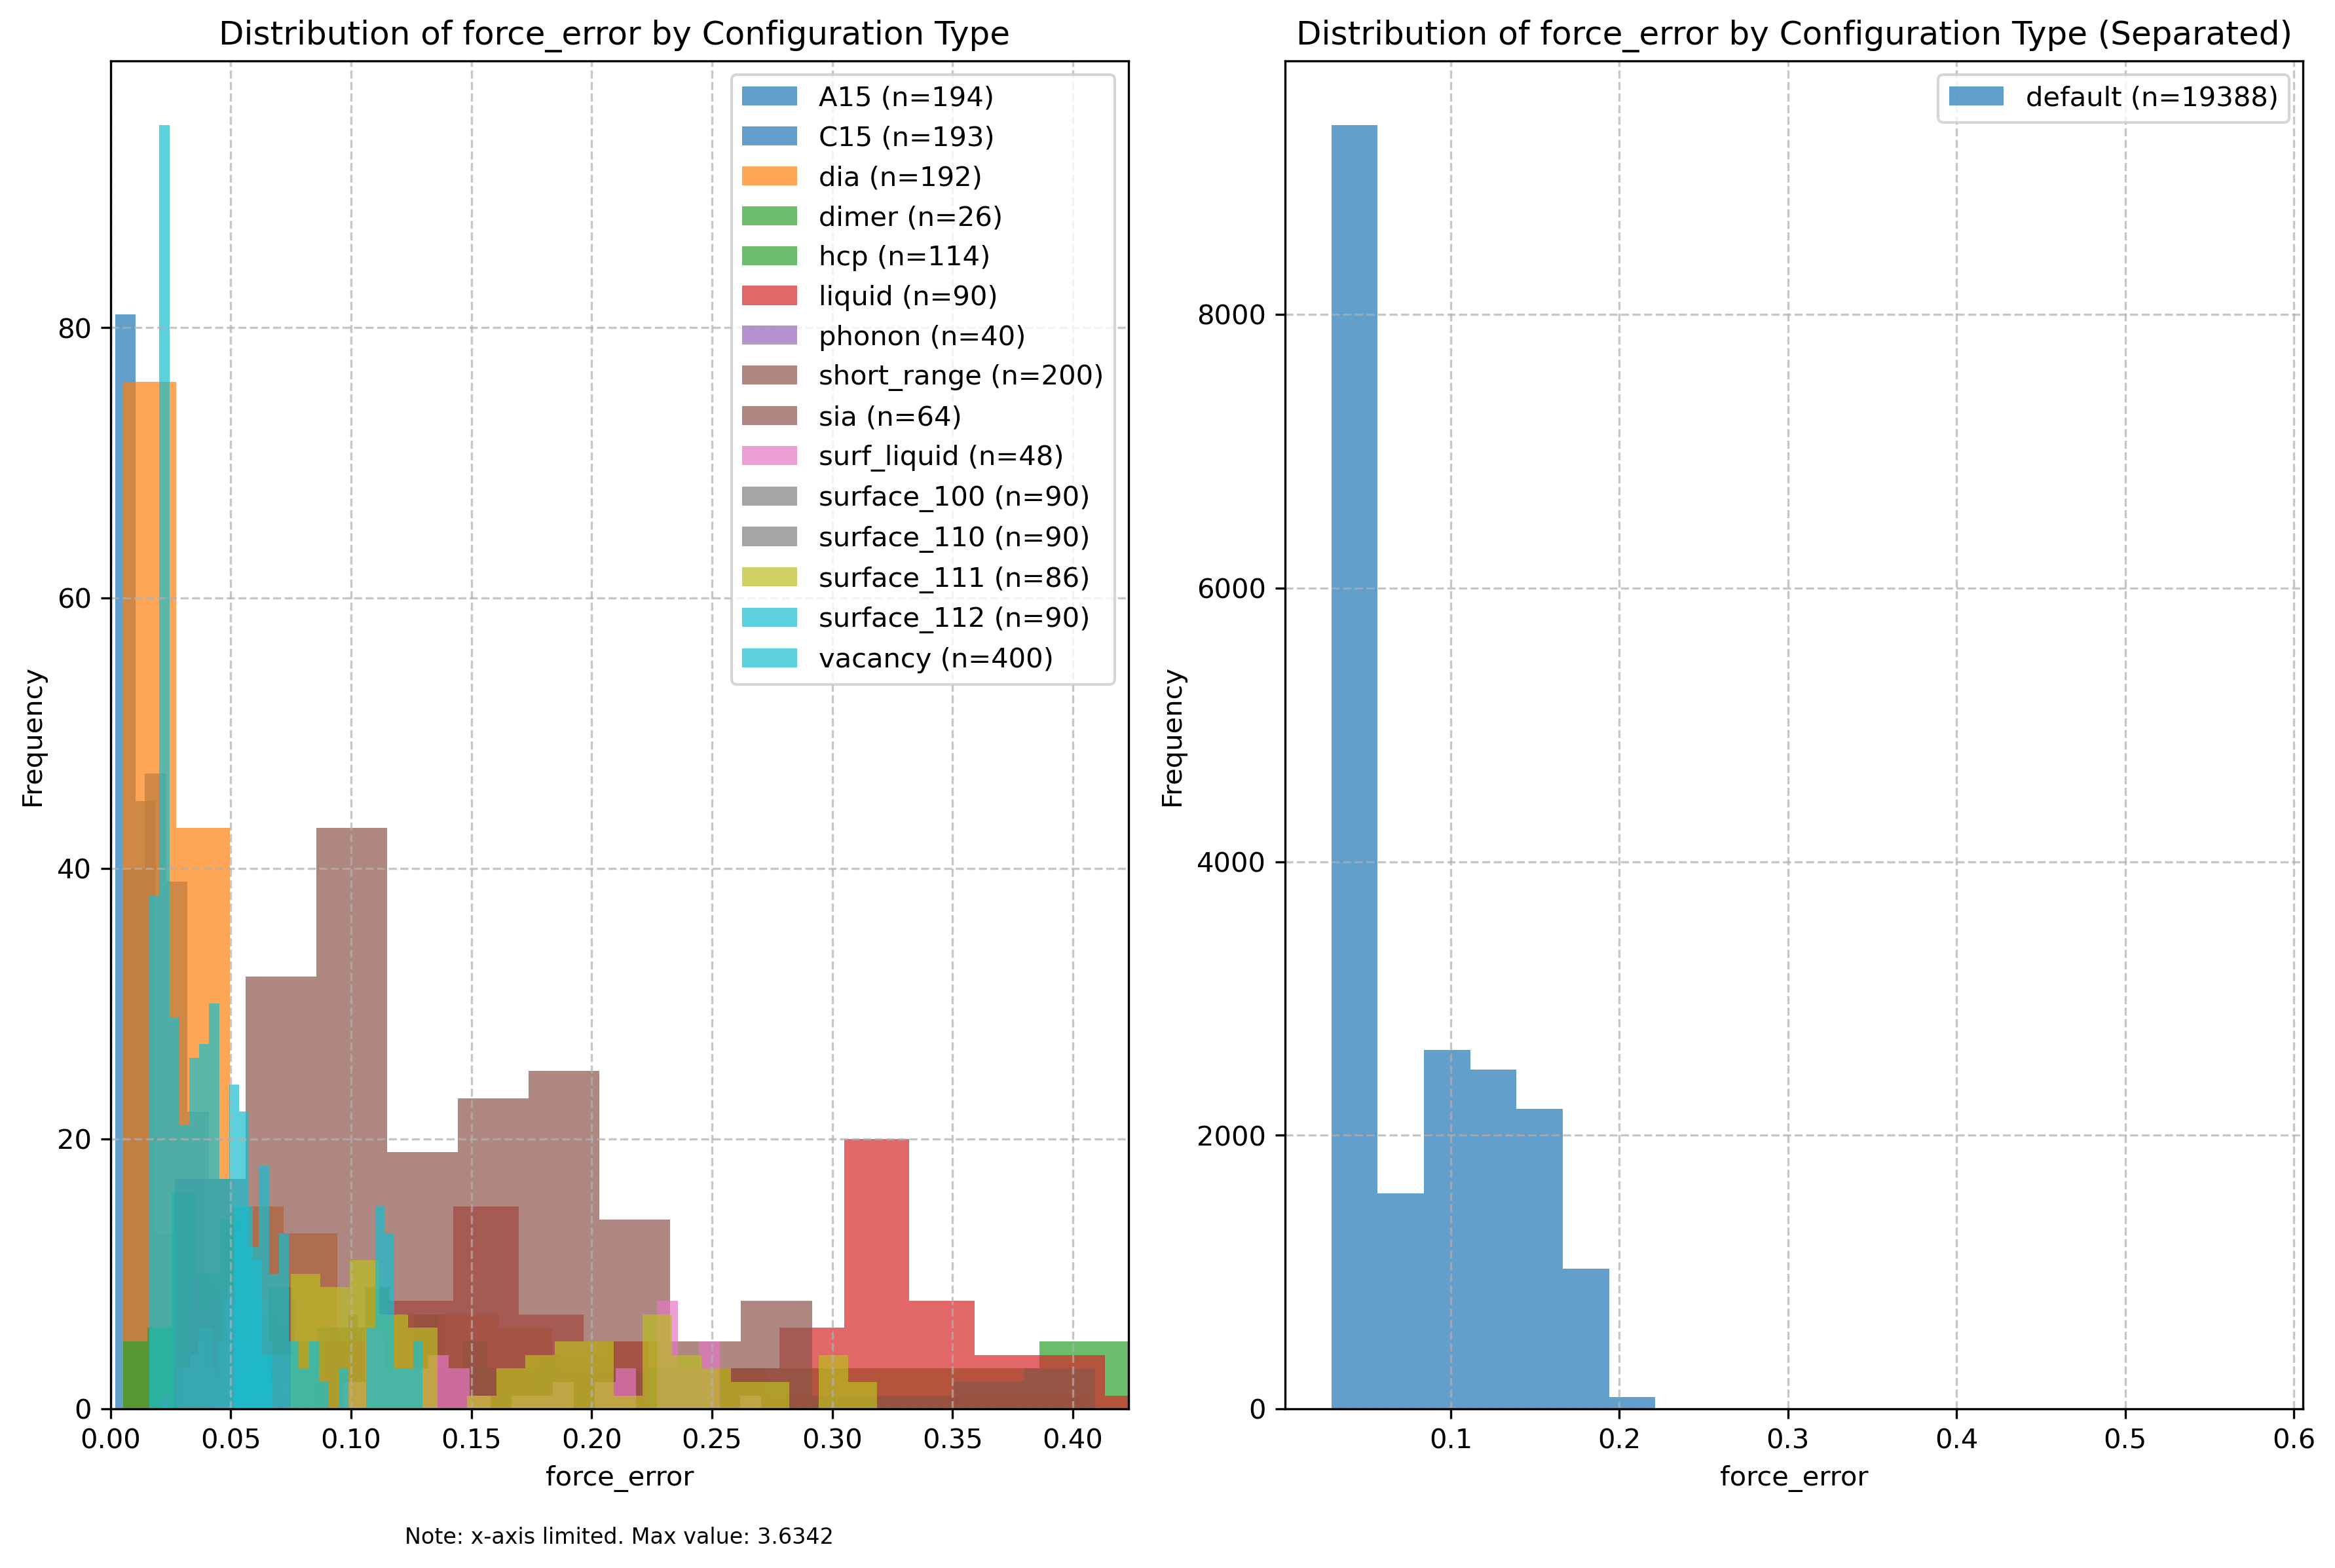 Distribution of force_error by Configuration Type
A15 (n=194)
C15 (n=193)
dia (n=192)
dimer (n=26)
hcp (n=114)
liquid (n=90)
phonon (n=40)
short_range (n=200)
sia (n=64)
surf_liquid (n=48)
surface_100 (n=90)
surface_110 (n=90)
surface_111 (n=86)
surface_112 (n=90)
vacancy (n=400)
80
60
40
20
0
Frequency
0.00 0.05 0.10 0.15 0.20 0.25 0.30 0.35 0.40
force_error
Note: x-axis limited. Max value: 3.6342
Distribution of force_error by Configuration Type (Separated)
default (n=19388)
8000
6000
4000
2000
0
Frequency
0.1 0.2 0.3 0.4 0.5 0.6
force_error